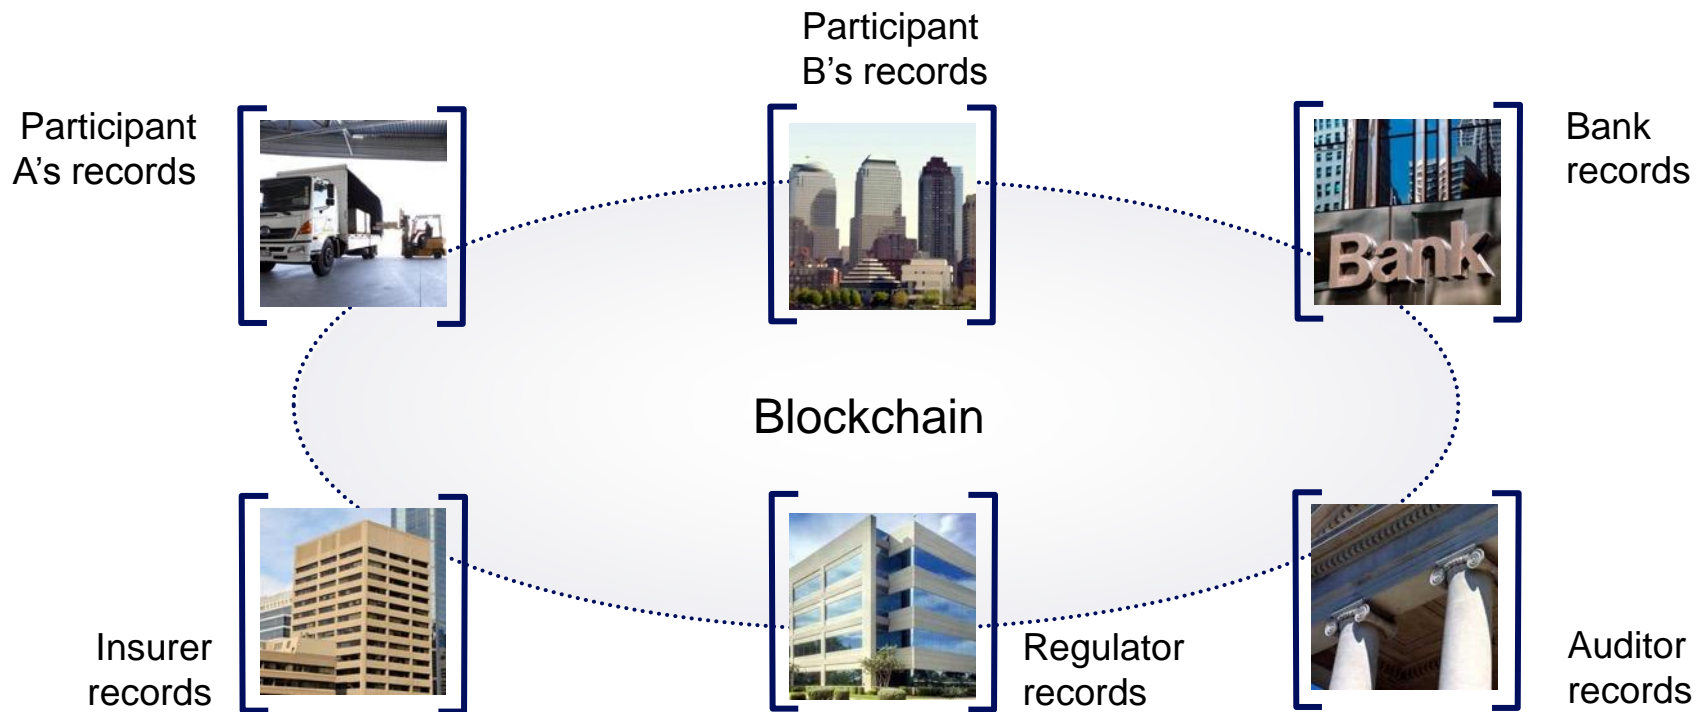 Participant
B’s records
Participant
A’s records
Bank
records
Bank
Blockchain
Insurer
records
Regulator
records
Auditor
records